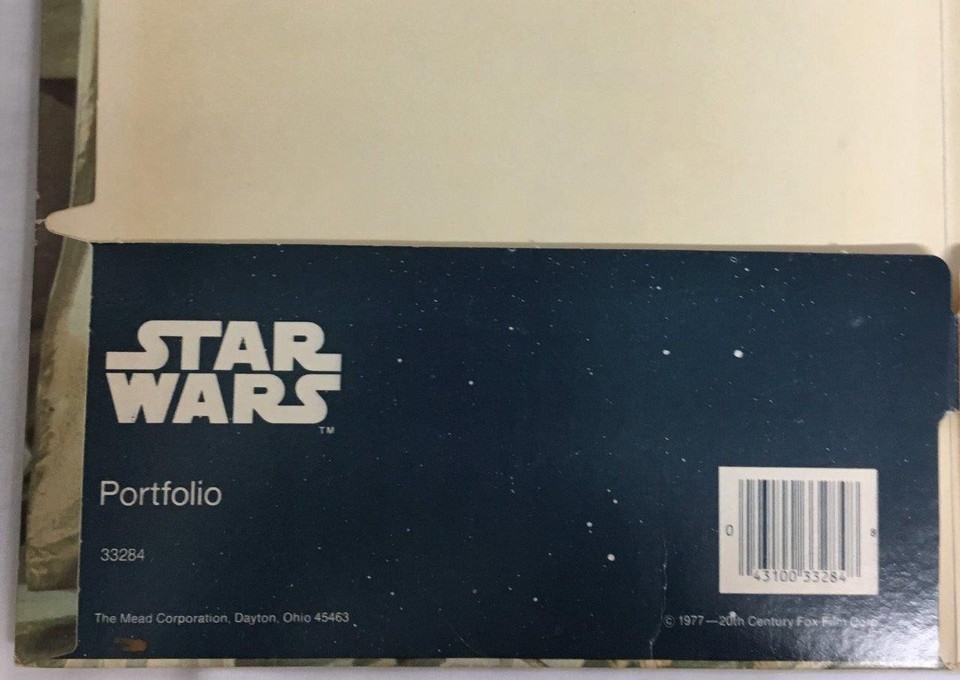 STAR
WARS
TM
Portfolio
33284
0 43100 33284 8
The Mead Corporation, Dayton, Ohio 45463
© 1977—20th Century Fox Film Corp.